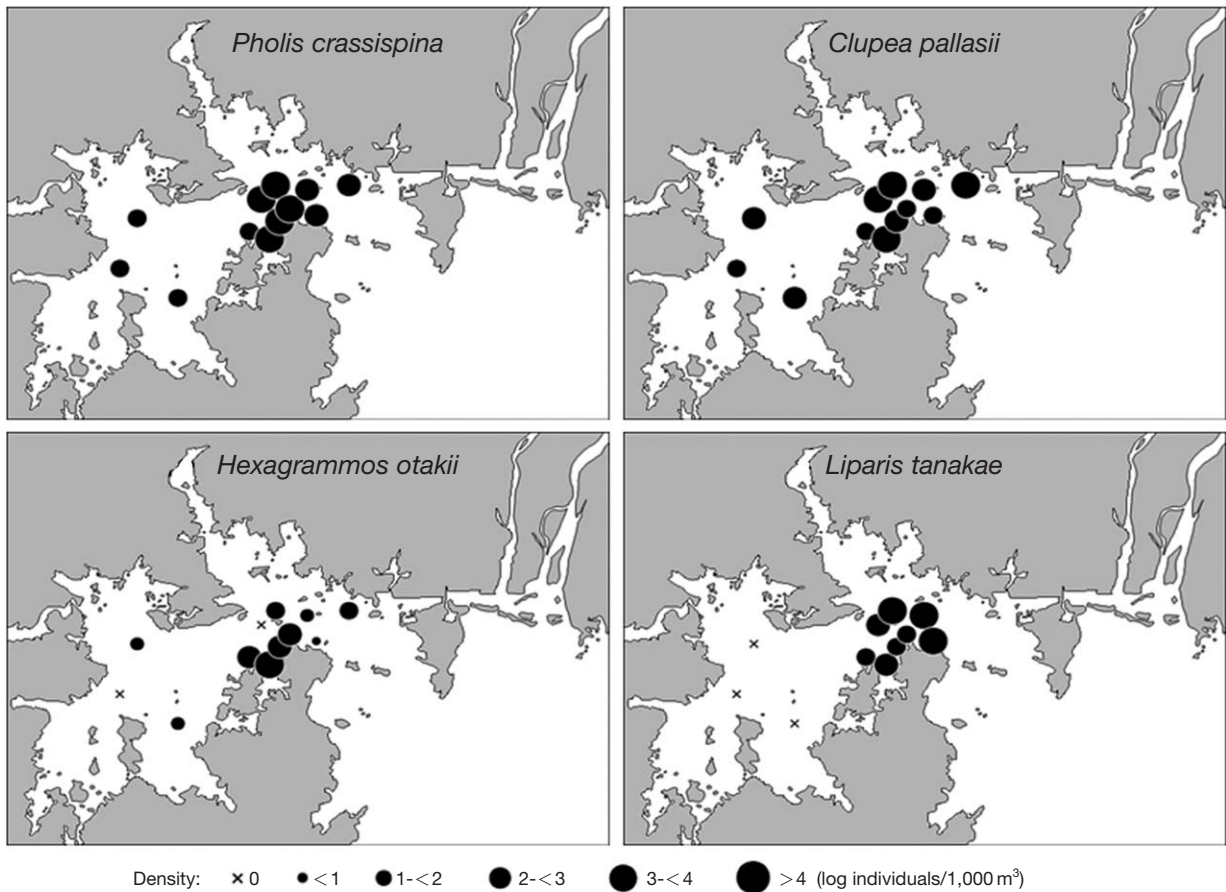 Pholis crassispina
Clupea pallasii
Hexagrammos otakii
Liparis tanakae
Density: × 0 <1 1-<2 2-<3 3-<4 >4 (log individuals/1,000 m³)